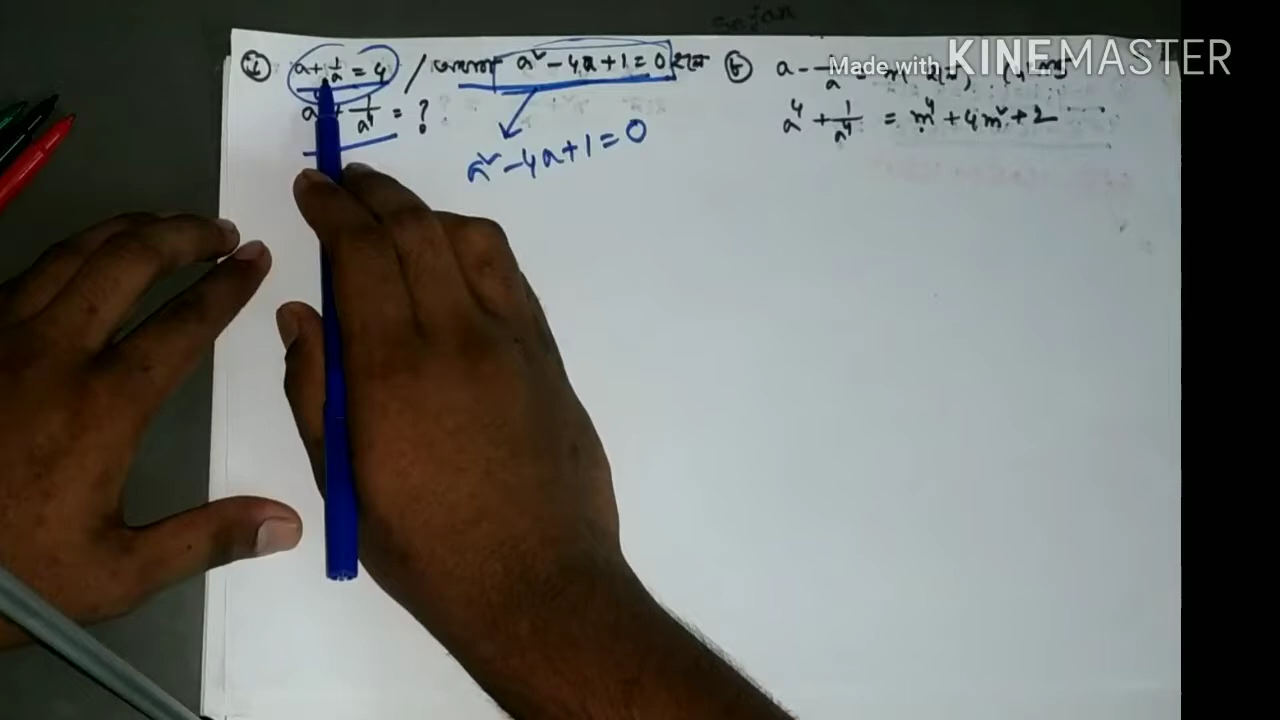 a + 1/a = 4 / অথবা a² - 4a + 1 = 0 হলে
a⁴ + 1/a⁴ = ?
a² - 4a + 1 = 0
a - 1/a = m
a⁴ + 1/a⁴ = m⁴ + 4m² + 2
Made with KINEMASTER